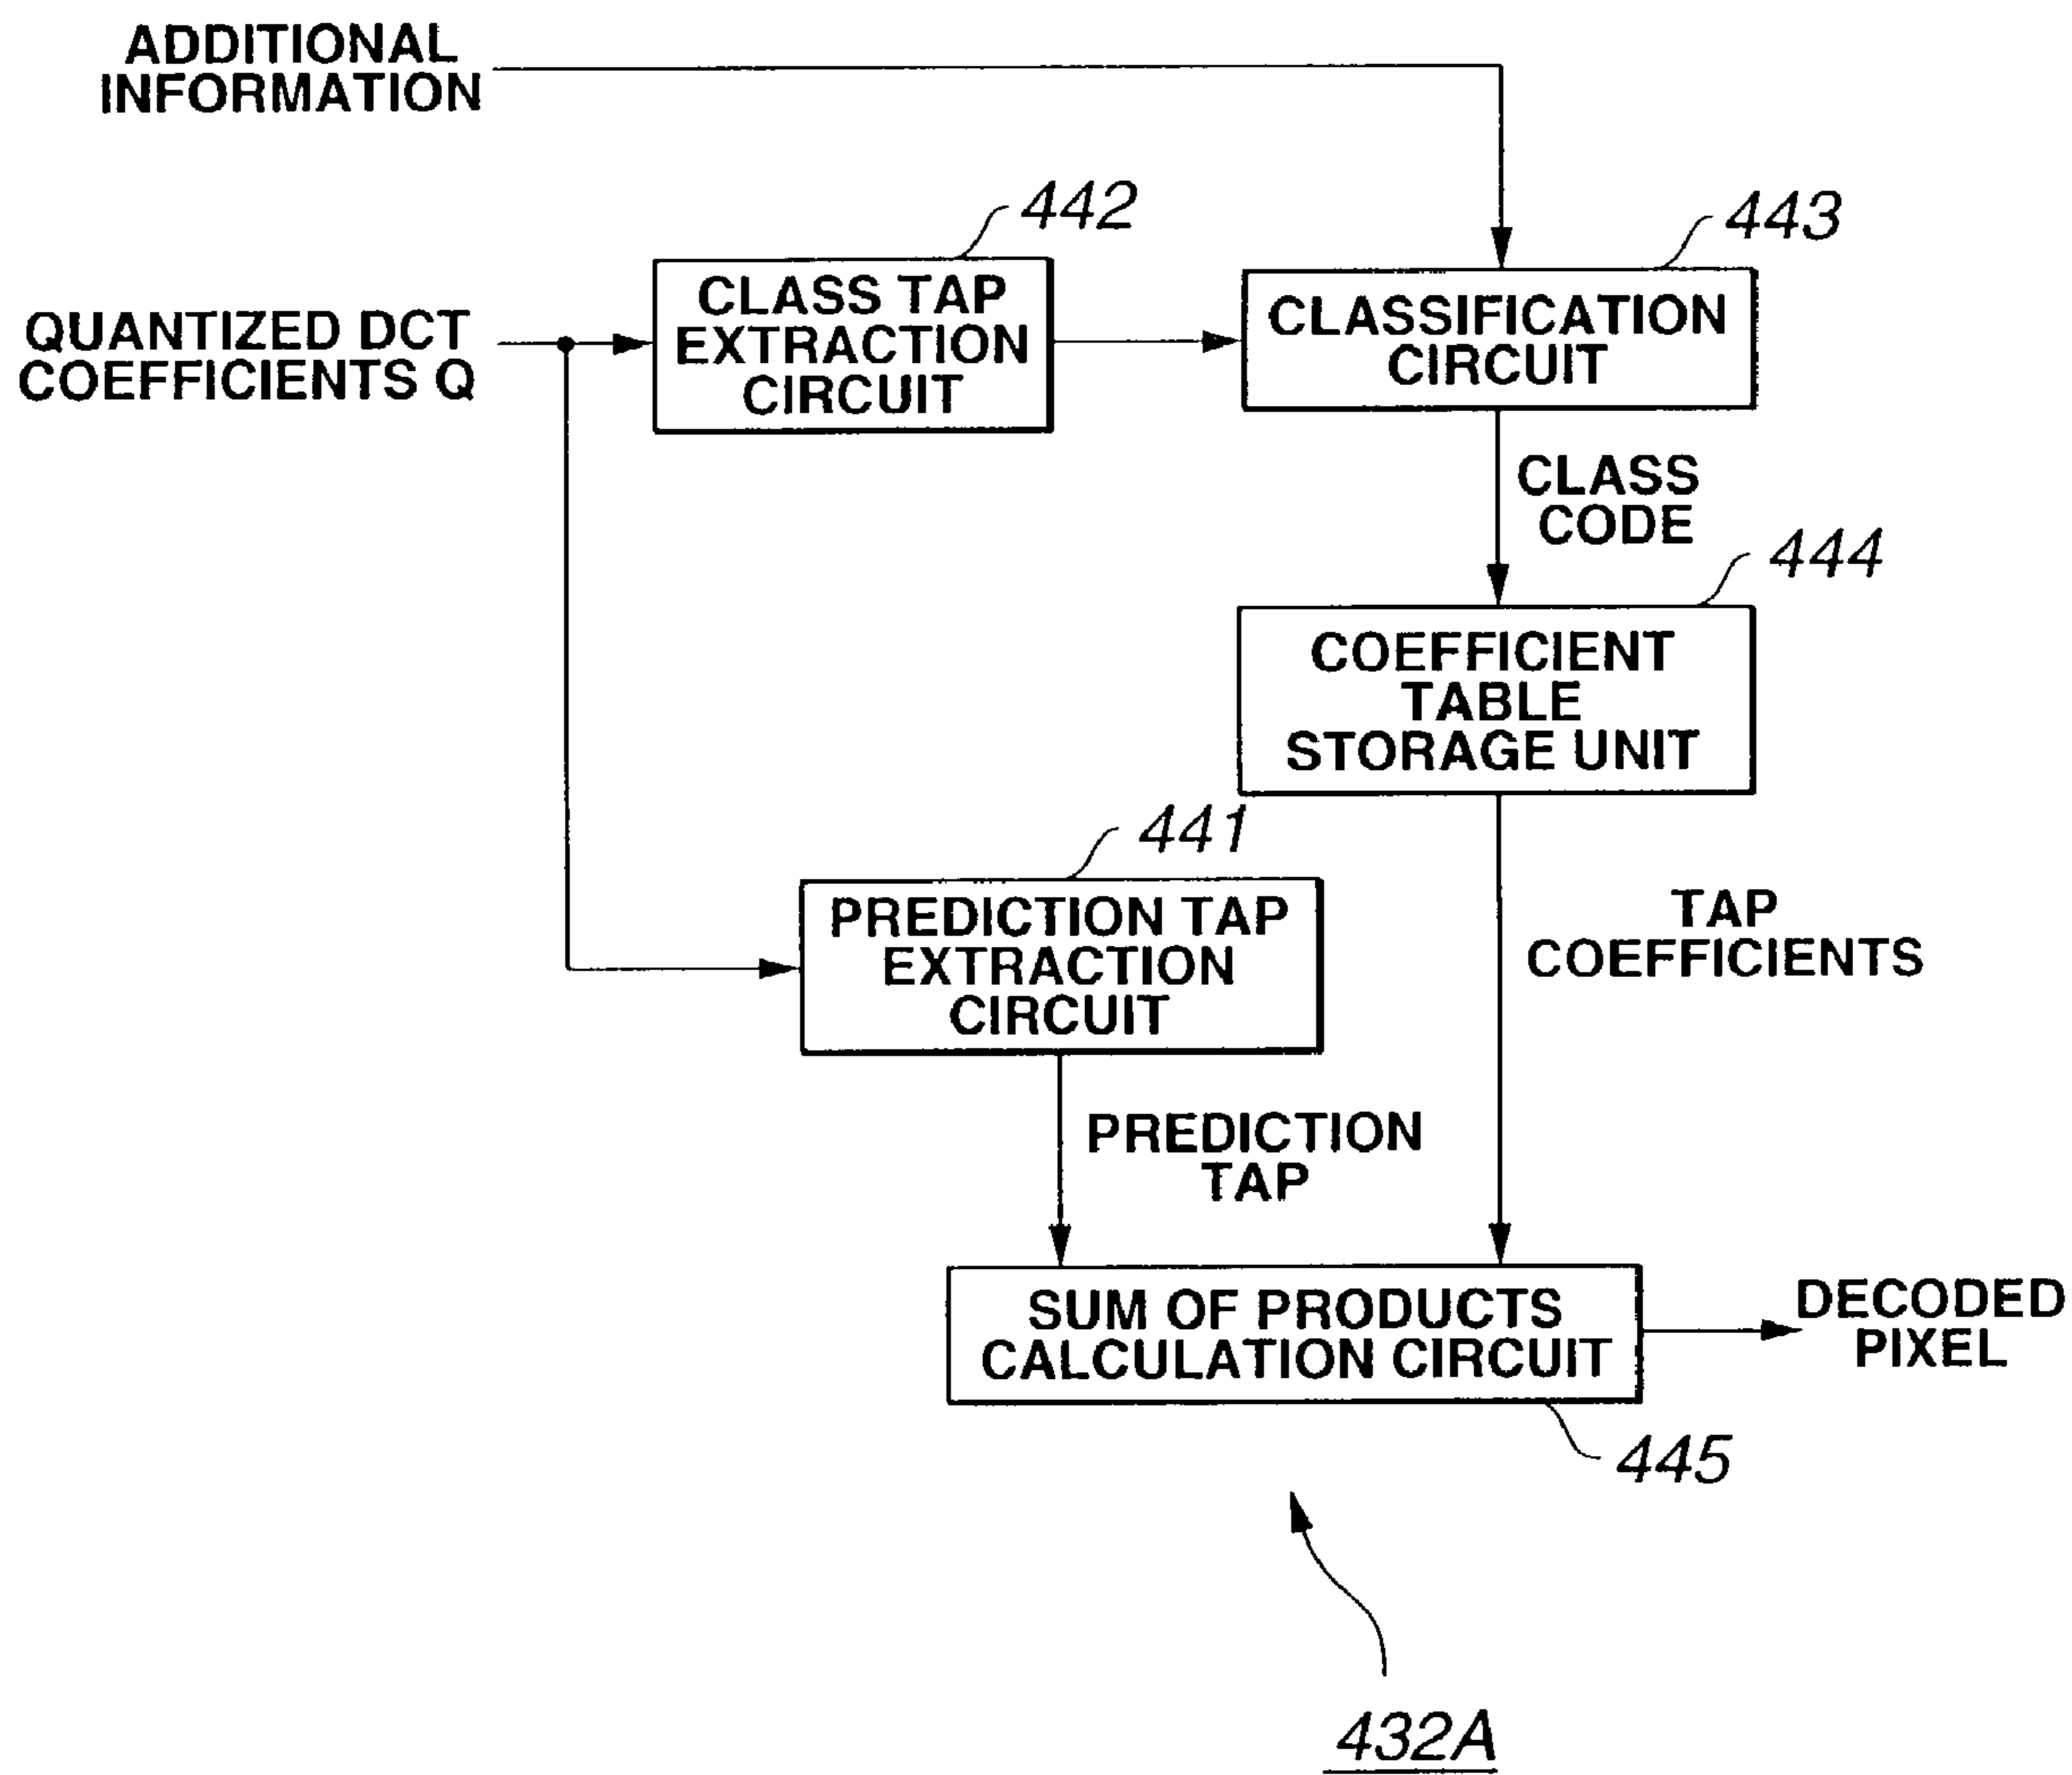 ADDITIONAL
INFORMATION
442
443
QUANTIZED DCT
COEFFICIENTS Q
CLASS TAP
EXTRACTION
CIRCUIT
CLASSIFICATION
CIRCUIT
CLASS
CODE
444
COEFFICIENT
TABLE
STORAGE UNIT
441
PREDICTION TAP
EXTRACTION
CIRCUIT
TAP
COEFFICIENTS
PREDICTION
TAP
SUM OF PRODUCTS
CALCULATION CIRCUIT
DECODED
PIXEL
445
432A